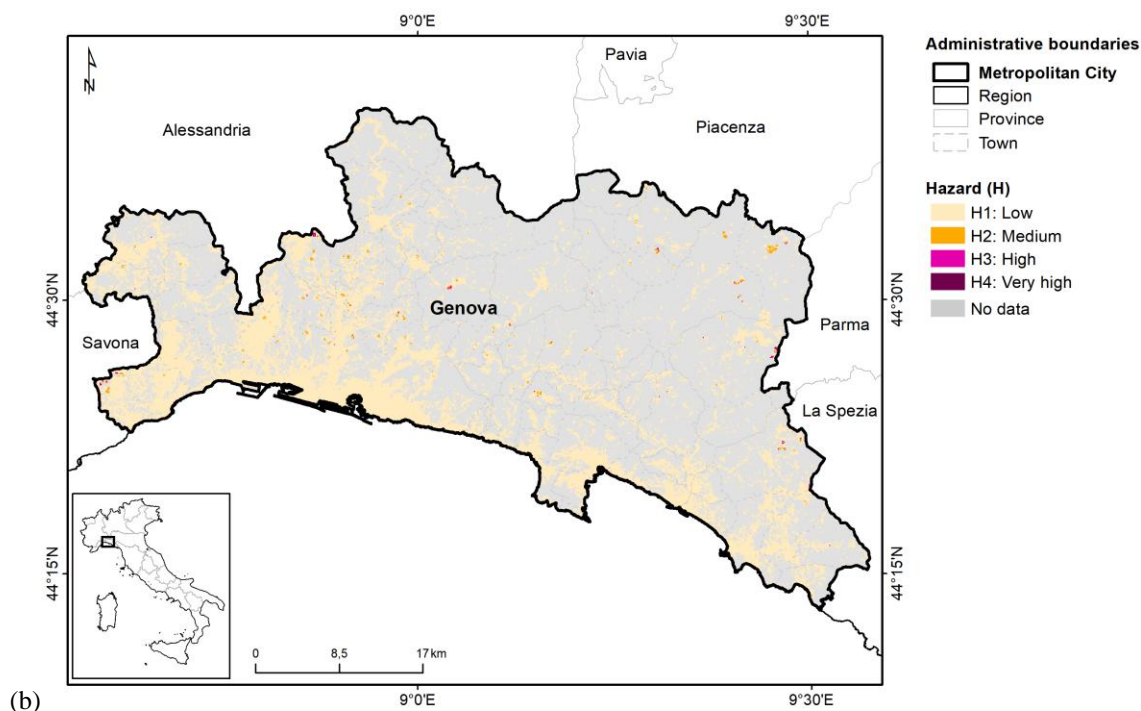 9°0'E
9°30'E
N
Pavia
Alessandria
Piacenza
44°30'N
44°30'N
Genova
Savona
Parma
La Spezia
44°15'N
44°15'N
0
8,5
17 km
(b)
9°0'E
9°30'E
Administrative boundaries
Metropolitan City
Region
Province
Town
Hazard (H)
H1: Low
H2: Medium
H3: High
H4: Very high
No data